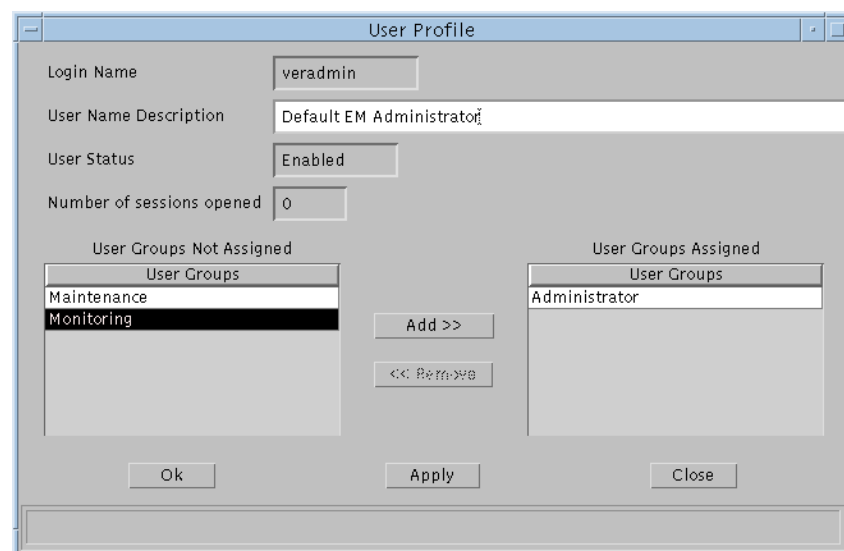 User Profile
Login Name veradmin
User Name Description Default EM Administrator
User Status Enabled
Number of sessions opened 0
User Groups Not Assigned User Groups Assigned
User Groups User Groups
Maintenance Administrator
Monitoring
Add >>
<< Remove
Ok Apply Close